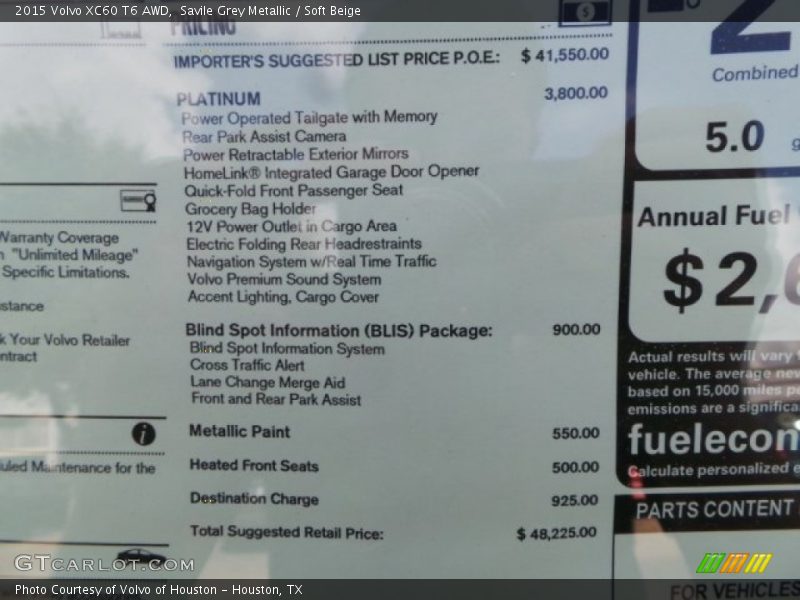 2015 Volvo XC60 T6 AWD, Savile Grey Metallic / Soft Beige
PRICING
IMPORTER'S SUGGESTED LIST PRICE P.O.E.: $ 41,550.00
PLATINUM 3,800.00
Power Operated Tailgate with Memory
Rear Park Assist Camera
Power Retractable Exterior Mirrors
HomeLink® Integrated Garage Door Opener
Quick-Fold Front Passenger Seat
Grocery Bag Holder
12V Power Outlet in Cargo Area
Electric Folding Rear Headrestraints
Navigation System w/Real Time Traffic
Volvo Premium Sound System
Accent Lighting, Cargo Cover
Blind Spot Information (BLIS) Package: 900.00
Blind Spot Information System
Cross Traffic Alert
Lane Change Merge Aid
Front and Rear Park Assist
Metallic Paint 550.00
Heated Front Seats 500.00
Destination Charge 925.00
Total Suggested Retail Price: $ 48,225.00
Warranty Coverage
"Unlimited Mileage"
Specific Limitations.
Your Volvo Retailer
Maintenance for the
Combined
5.0
Annual Fuel
$2,6
Actual results will vary
vehicle. The average new
based on 15,000 miles
emissions are a significa
fuelecon
Calculate personalized
PARTS CONTENT
FOR VEHICLES
GTCARLOT.COM
Photo Courtesy of Volvo of Houston – Houston, TX